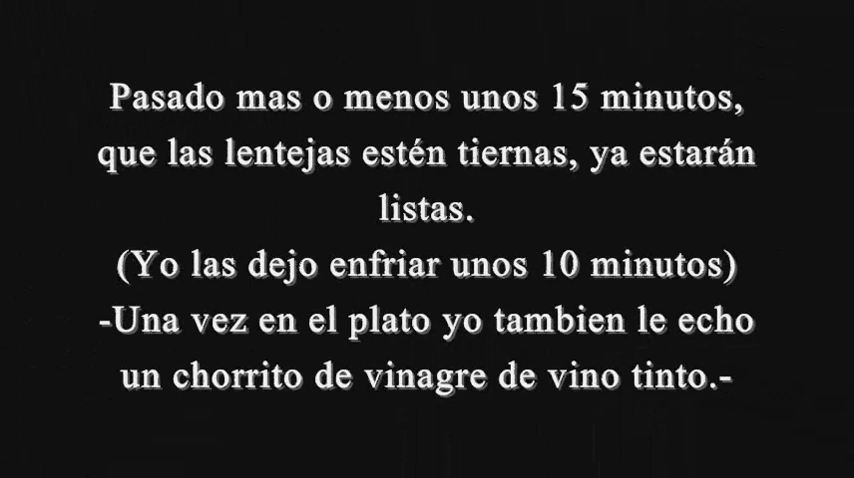 Pasado mas o menos unos 15 minutos,
que las lentejas estén tiernas, ya estarán
listas.
(Yo las dejo enfriar unos 10 minutos)
-Una vez en el plato yo tambien le echo
un chorrito de vinagre de vino tinto.-